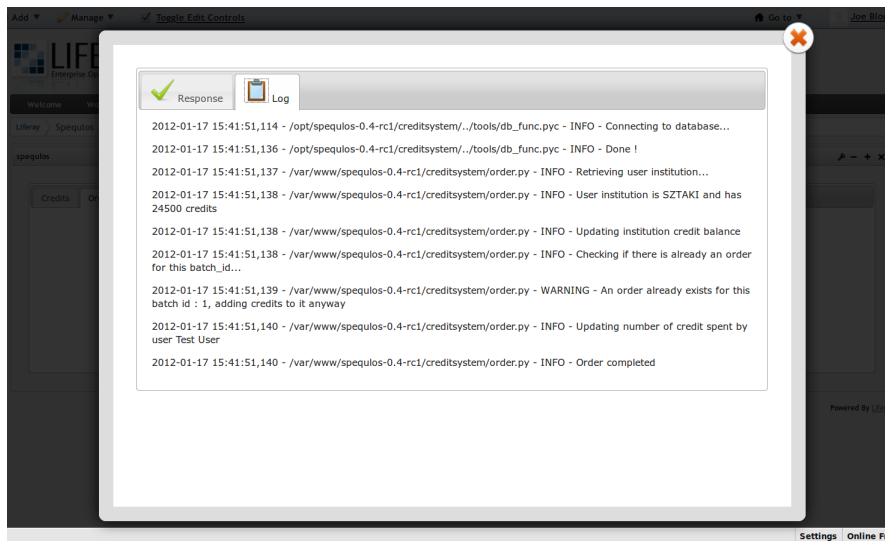 Add ▼ Manage ▼ Toggle Edit Controls Go to ▼
LIFE
Enterprise
Welcome
Liferay Spequlos
spequlos
Credits
Response Log
2012-01-17 15:41:51,114 - /opt/spequlos-0.4-rc1/creditsystem/../tools/db_func.pyc - INFO - Connecting to database...
2012-01-17 15:41:51,136 - /opt/spequlos-0.4-rc1/creditsystem/../tools/db_func.pyc - INFO - Done !
2012-01-17 15:41:51,137 - /var/www/spequlos-0.4-rc1/creditsystem/order.py - INFO - Retrieving user institution...
2012-01-17 15:41:51,138 - /var/www/spequlos-0.4-rc1/creditsystem/order.py - INFO - User institution is SZTAKI and has
24500 credits
2012-01-17 15:41:51,138 - /var/www/spequlos-0.4-rc1/creditsystem/order.py - INFO - Updating institution credit balance
2012-01-17 15:41:51,138 - /var/www/spequlos-0.4-rc1/creditsystem/order.py - INFO - Checking if there is already an order
for this batch_id...
2012-01-17 15:41:51,139 - /var/www/spequlos-0.4-rc1/creditsystem/order.py - WARNING - An order already exists for this
batch id : 1, adding credits to it anyway
2012-01-17 15:41:51,140 - /var/www/spequlos-0.4-rc1/creditsystem/order.py - INFO - Updating number of credit spent by
user Test User
2012-01-17 15:41:51,140 - /var/www/spequlos-0.4-rc1/creditsystem/order.py - INFO - Order completed
Powered By
Settings Online